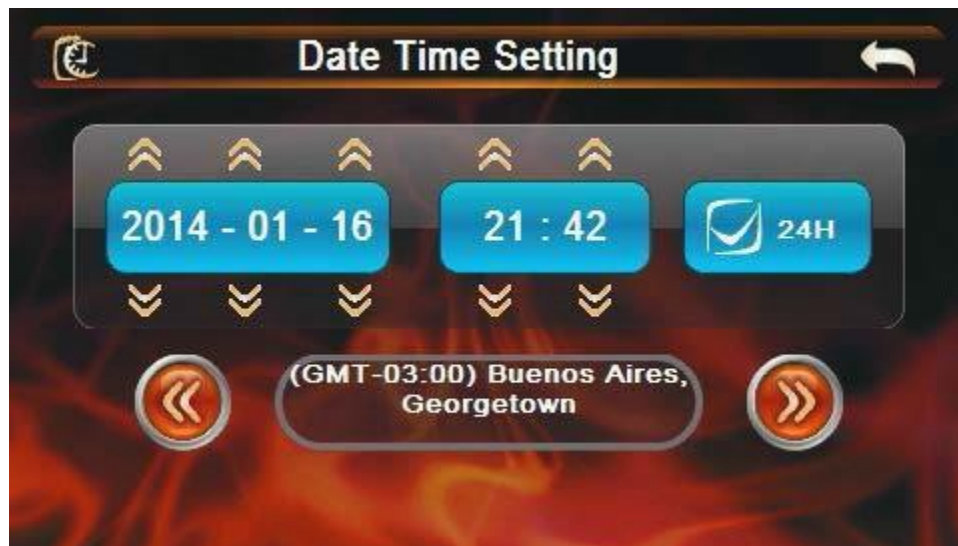 Date Time Setting
2014 - 01 - 16
21 : 42
24H
(GMT-03:00) Buenos Aires,
Georgetown